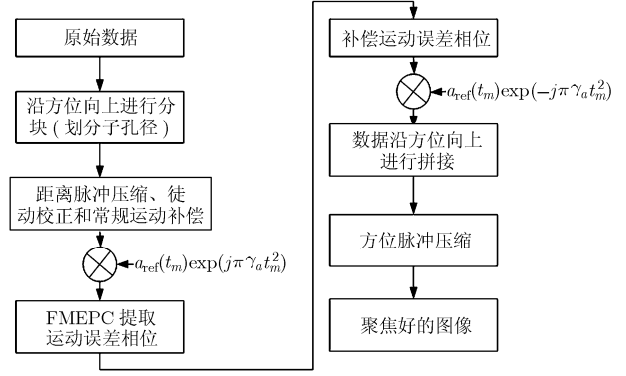 原始数据
沿方位向上进行分
块(划分子孔径)
距离脉冲压缩、徒
动校正和常规运动补偿
a_ref(t_m)exp(jπγ_a t_m^2)
FMEPC 提取
运动误差相位
补偿运动误差相位
a_ref(t_m)exp(−jπγ_a t_m^2)
数据沿方位向上
进行拼接
方位脉冲压缩
聚焦好的图像